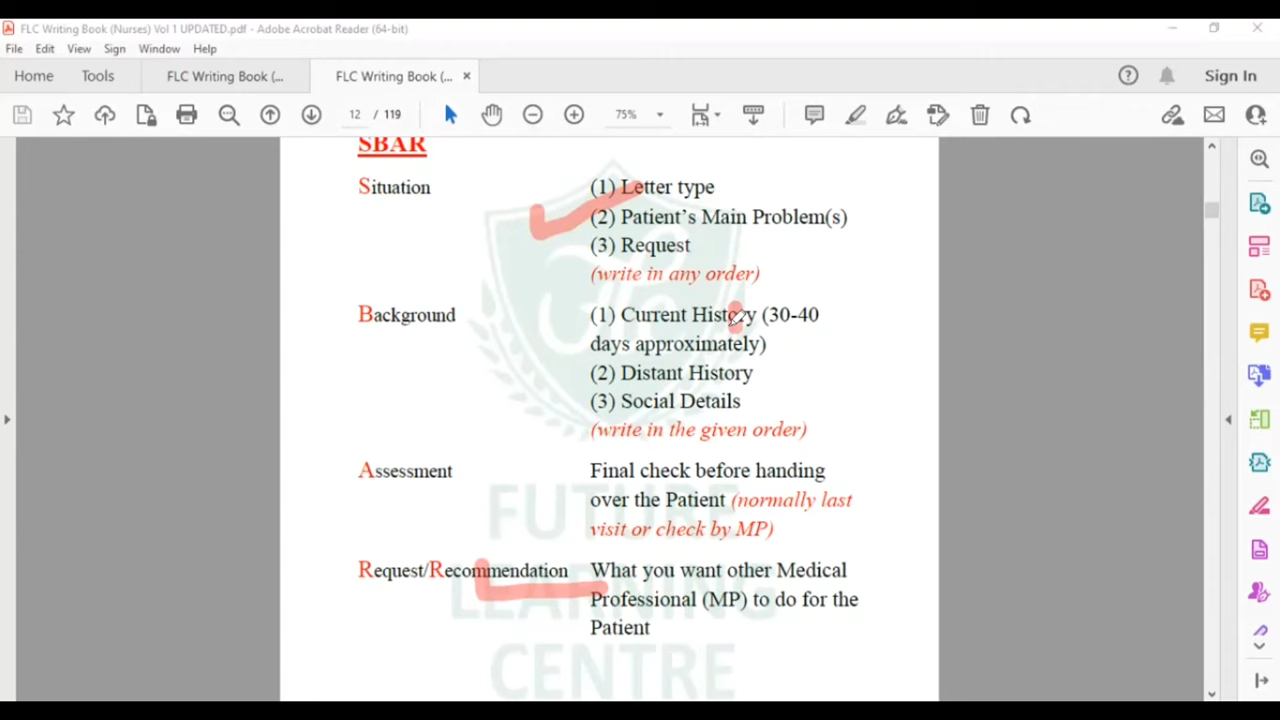 FLC Writing Book (Nurses) Vol 1 UPDATED.pdf - Adobe Acrobat Reader (64-bit)
File Edit View Sign Window Help
Home Tools FLC Writing Book (... FLC Writing Book (... × Sign In
12 / 119 75%
SBAR
Situation (1) Letter type
(2) Patient's Main Problem(s)
(3) Request
(write in any order)
Background (1) Current History (30-40
days approximately)
(2) Distant History
(3) Social Details
(write in the given order)
Assessment Final check before handing
over the Patient (normally last
visit or check by MP)
Request/Recommendation What you want other Medical
Professional (MP) to do for the
Patient
FUTURE
LEARNING
CENTRE